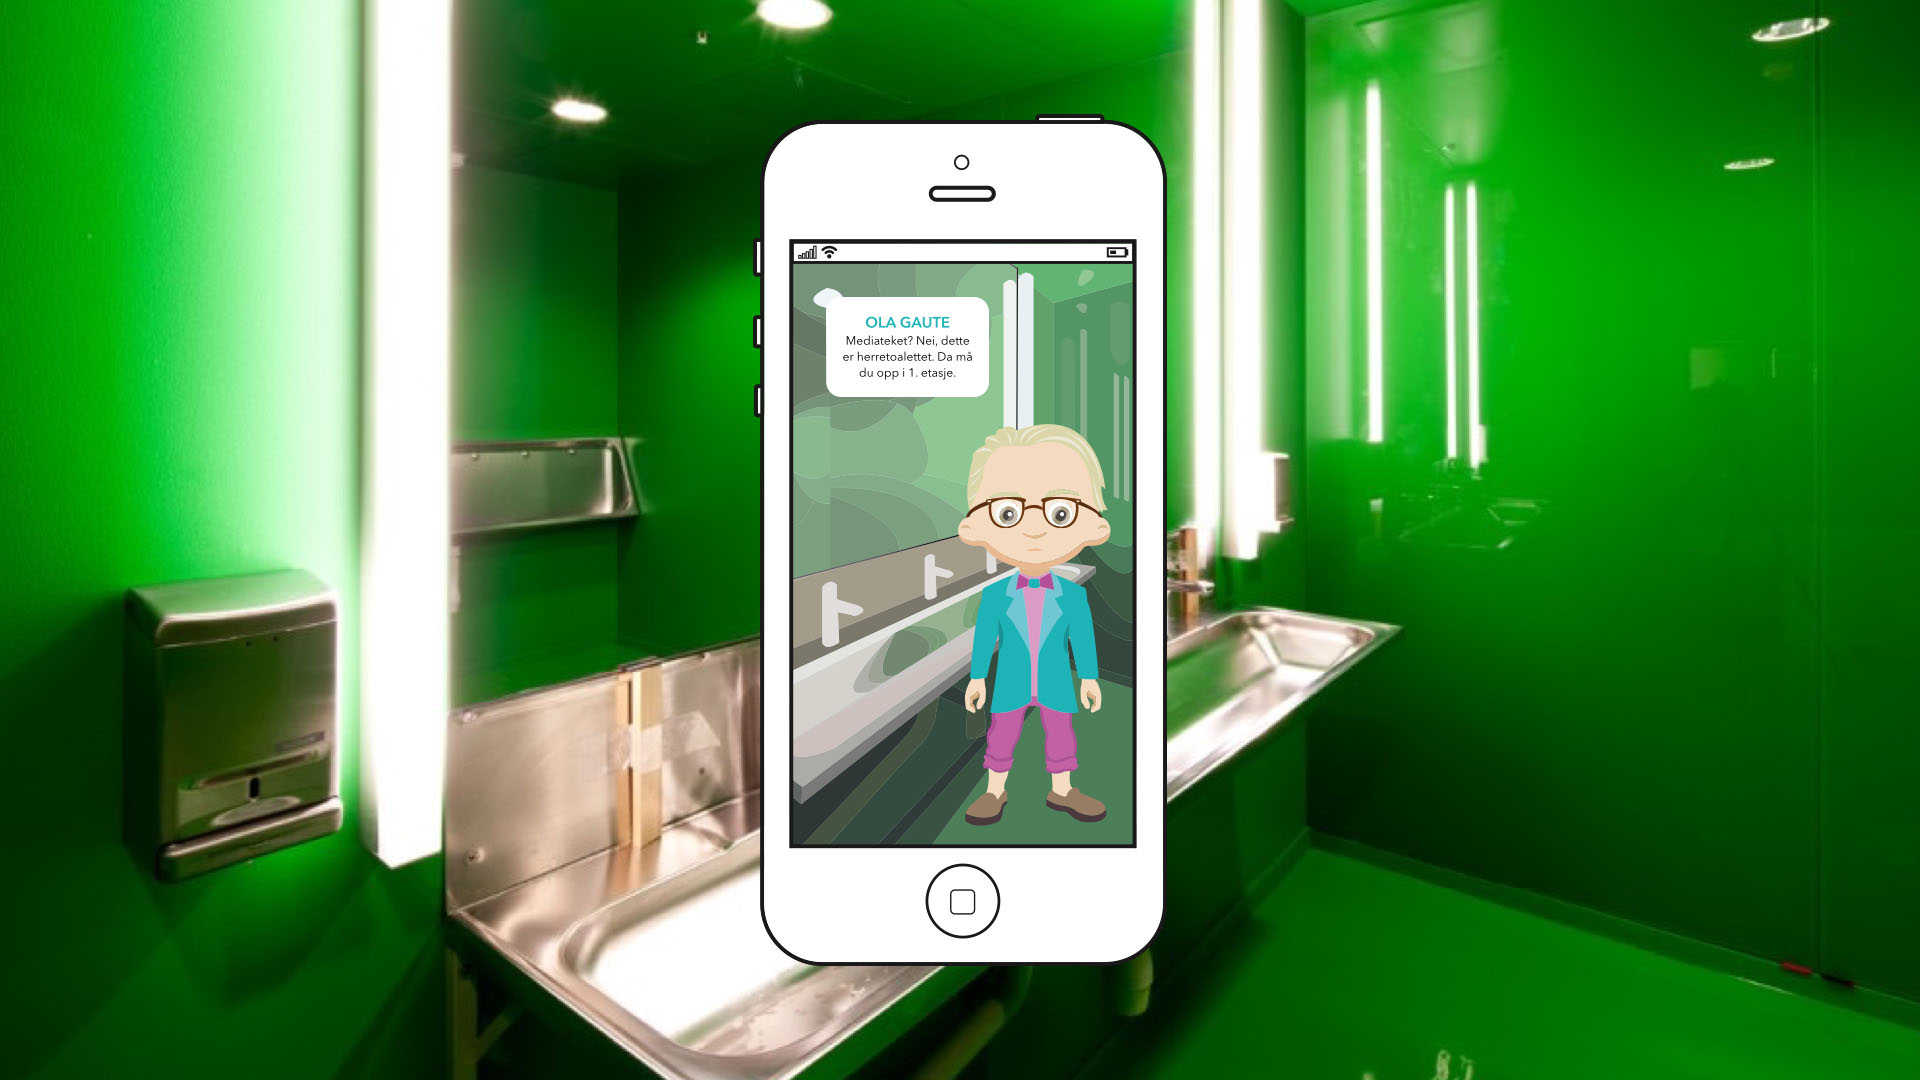 OLA GAUTE
Mediateket? Nei, dette
er herretoalettet. Da må
du opp i 1. etasje.